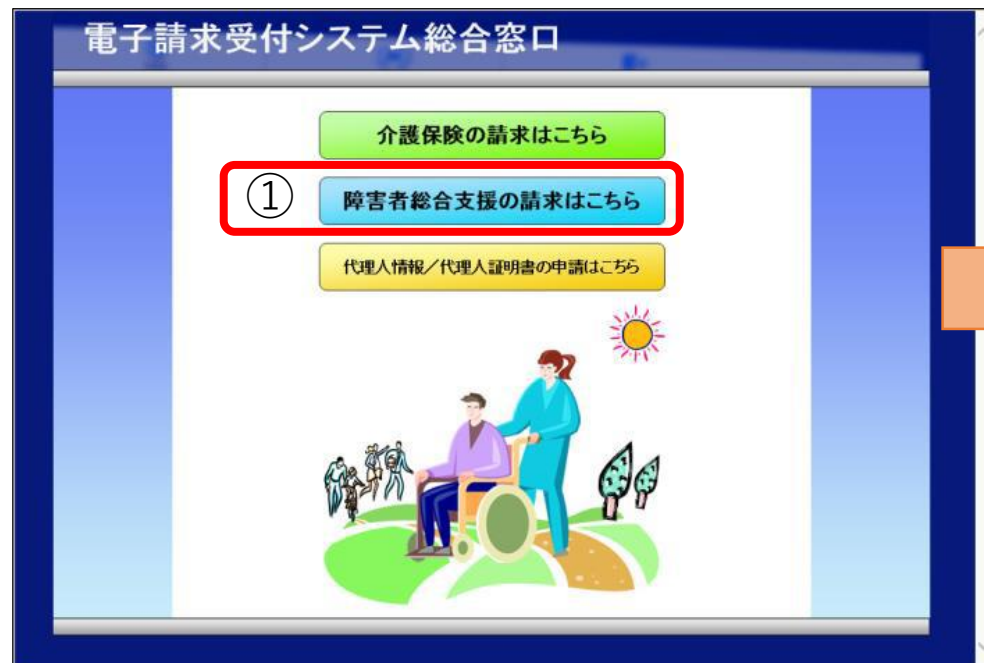 電子請求受付システム総合窓口
介護保険の請求はこちら
① 障害者総合支援の請求はこちら
代理人情報／代理人証明書の申請はこちら